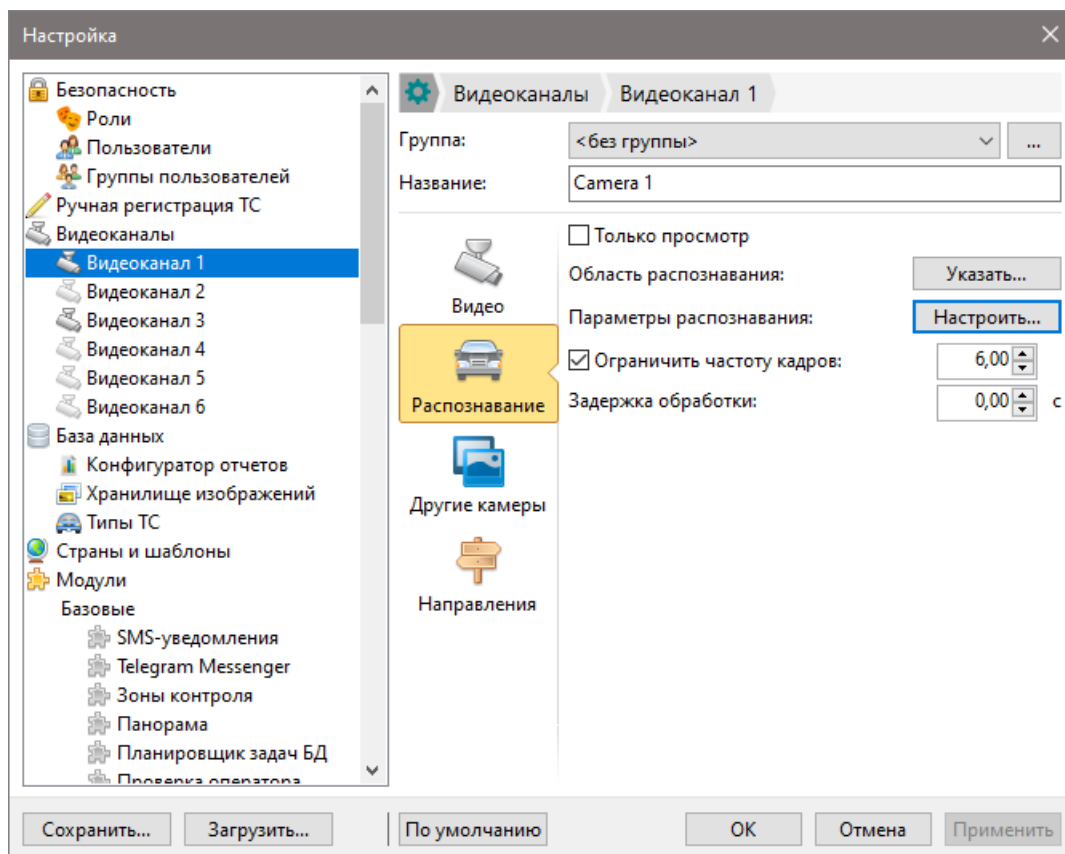 Настройка
Безопасность
Роли
Пользователи
Группы пользователей
Ручная регистрация ТС
Видеоканалы
Видеоканал 1
Видеоканал 2
Видеоканал 3
Видеоканал 4
Видеоканал 5
Видеоканал 6
База данных
Конфигуратор отчетов
Хранилище изображений
Типы ТС
Страны и шаблоны
Модули
Базовые
SMS-уведомления
Telegram Messenger
Зоны контроля
Панорама
Планировщик задач БД
Проверка оператора
Видеоканалы Видеоканал 1
Группа: <без группы> ...
Название: Camera 1
Видео
Распознавание
Другие камеры
Направления
Только просмотр
Область распознавания: Указать...
Параметры распознавания: Настроить...
Ограничить частоту кадров: 6,00
Задержка обработки: 0,00 с
Сохранить... Загрузить... По умолчанию ОК Отмена Применить